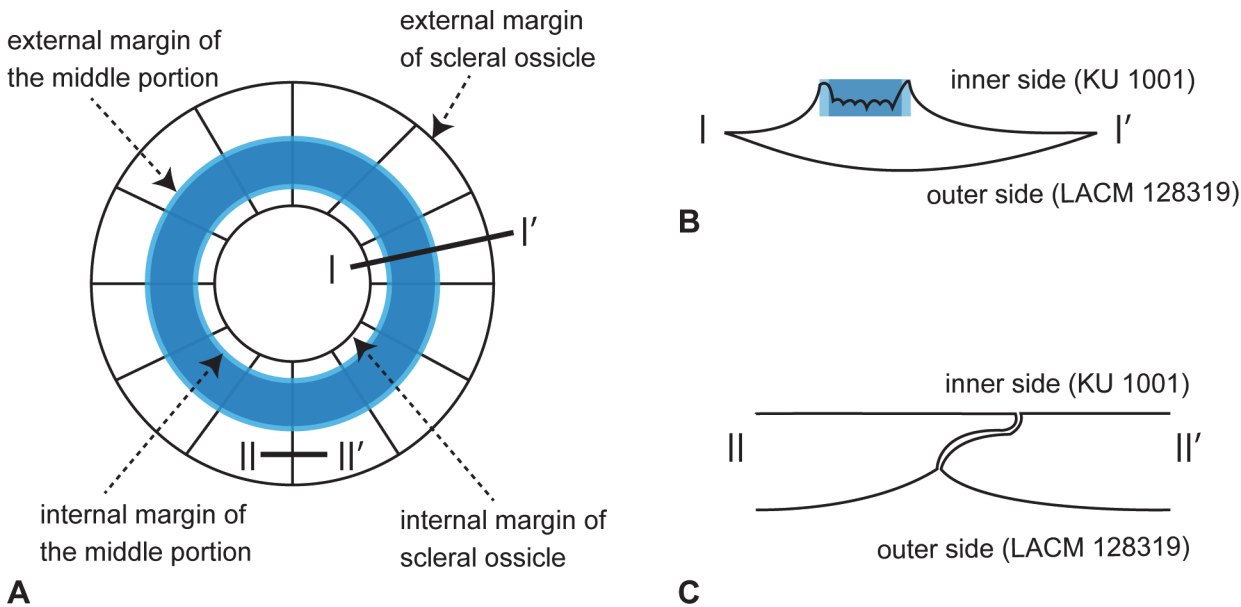 external margin of
the middle portion
external margin
of scleral ossicle
I
I′
II
II′
internal margin of
the middle portion
internal margin of
scleral ossicle
A
inner side (KU 1001)
I
I′
outer side (LACM 128319)
B
inner side (KU 1001)
II
II′
outer side (LACM 128319)
C